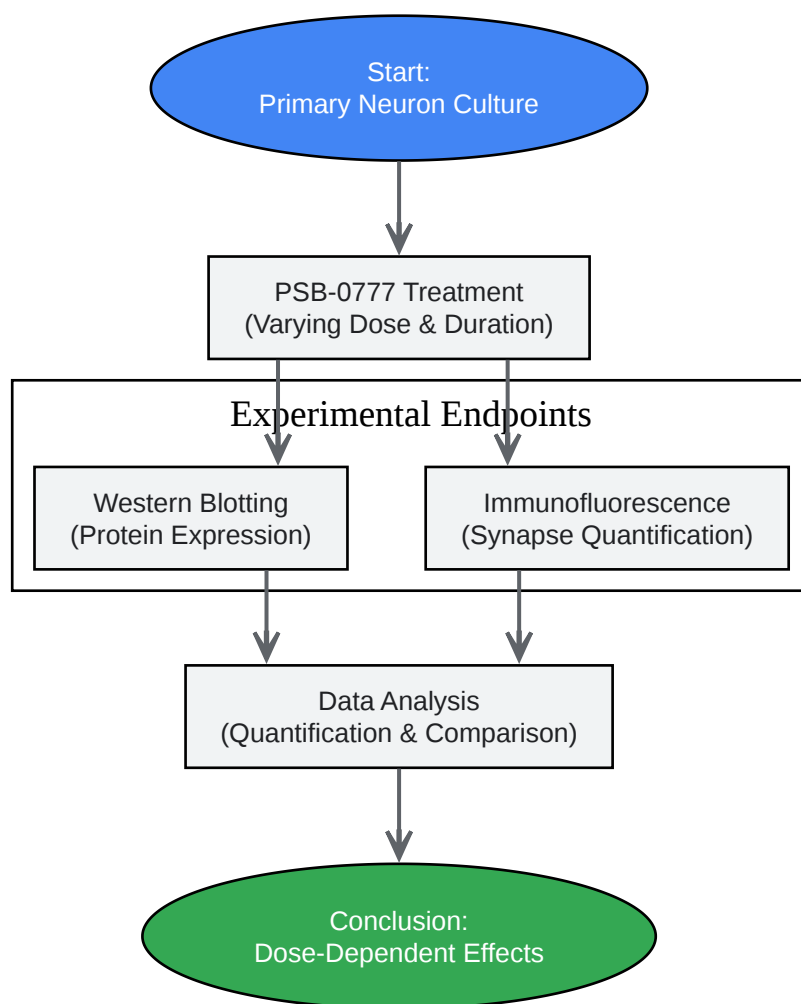 Start:
Primary Neuron Culture
PSB-0777 Treatment
(Varying Dose & Duration)
Experimental Endpoints
Western Blotting
(Protein Expression)
Immunofluorescence
(Synapse Quantification)
Data Analysis
(Quantification & Comparison)
Conclusion:
Dose-Dependent Effects